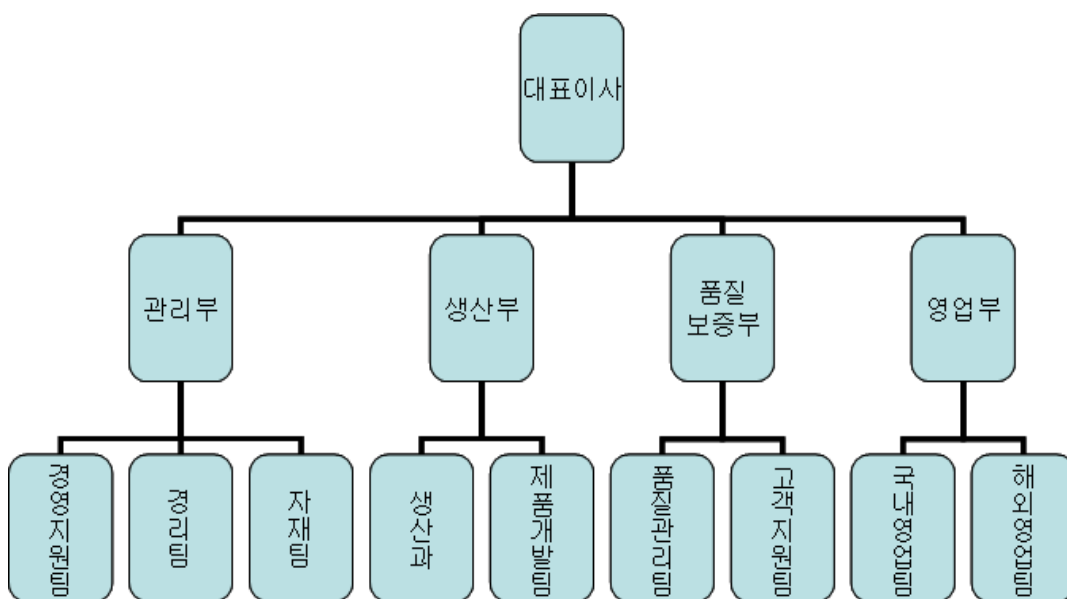 대표이사
관리부
생산부
품질
보증부
영업부
경영지원팀
경리팀
자재팀
생산과
제품개발팀
품질관리팀
고객지원팀
국내영업팀
해외영업팀